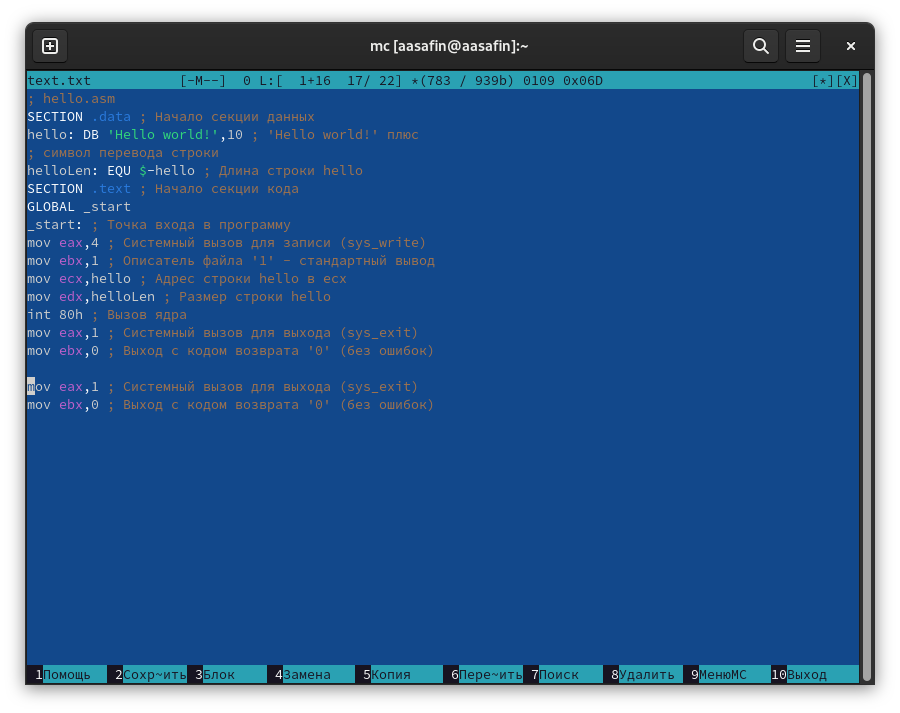 mc [aasafin@aasafin]:~
text.txt [-M--] 0 L:[ 1+16 17/ 22] *(783 / 939b) 0109 0x06D [*][X]
; hello.asm
SECTION .data ; Начало секции данных
hello: DB 'Hello world!',10 ; 'Hello world!' плюс
; символ перевода строки
helloLen: EQU $-hello ; Длина строки hello
SECTION .text ; Начало секции кода
GLOBAL _start
_start: ; Точка входа в программу
mov eax,4 ; Системный вызов для записи (sys_write)
mov ebx,1 ; Описатель файла '1' - стандартный вывод
mov ecx,hello ; Адрес строки hello в ecx
mov edx,helloLen ; Размер строки hello
int 80h ; Вызов ядра
mov eax,1 ; Системный вызов для выхода (sys_exit)
mov ebx,0 ; Выход с кодом возврата '0' (без ошибок)
mov eax,1 ; Системный вызов для выхода (sys_exit)
mov ebx,0 ; Выход с кодом возврата '0' (без ошибок)
1Помощь 2Сохр~ить 3Блок 4Замена 5Копия 6Пере~ить 7Поиск 8Удалить 9МенюМС 10Выход